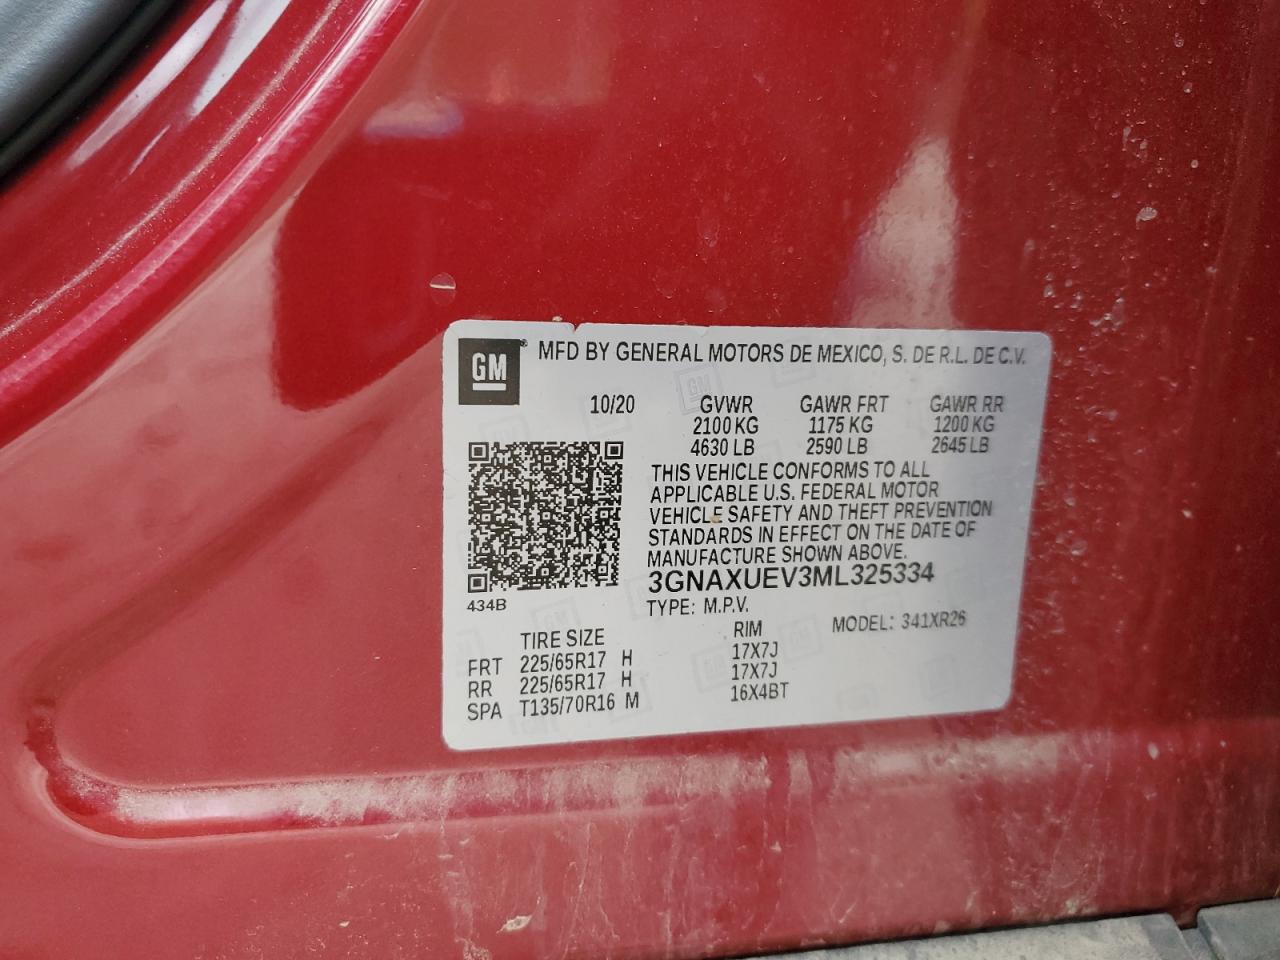 GM MFD BY GENERAL MOTORS DE MEXICO, S. DE R.L. DE C.V.
10/20 GVWR GAWR FRT GAWR RR
2100 KG 1175 KG 1200 KG
4630 LB 2590 LB 2645 LB
THIS VEHICLE CONFORMS TO ALL
APPLICABLE U.S. FEDERAL MOTOR
VEHICLE SAFETY AND THEFT PREVENTION
STANDARDS IN EFFECT ON THE DATE OF
MANUFACTURE SHOWN ABOVE.
3GNAXUEV3ML325334
434B
TYPE: M.P.V.
MODEL: 341XR26
TIRE SIZE RIM
FRT 225/65R17 H 17X7J
RR 225/65R17 H 17X7J
SPA T135/70R16 M 16X4BT